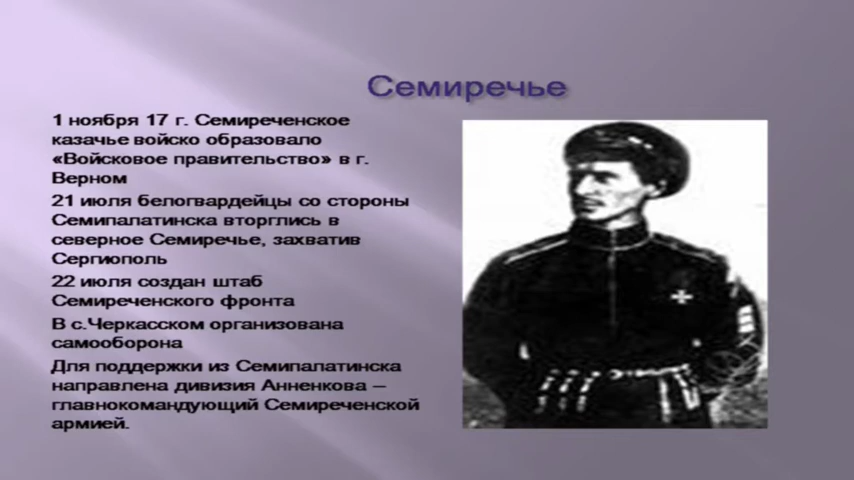 Семиречье
1 ноября 17 г. Семиреченское
казачье войско образовало
«Войсковое правительство» в г.
Верном
21 июля белогвардейцы со стороны
Семипалатинска вторглись в
северное Семиречье, захватив
Сергиополь
22 июля создан штаб
Семиреченского фронта
В с.Черкасском организована
самооборона
Для поддержки из Семипалатинска
направлена дивизия Анненкова –
главнокомандующий Семиреченской
армией.